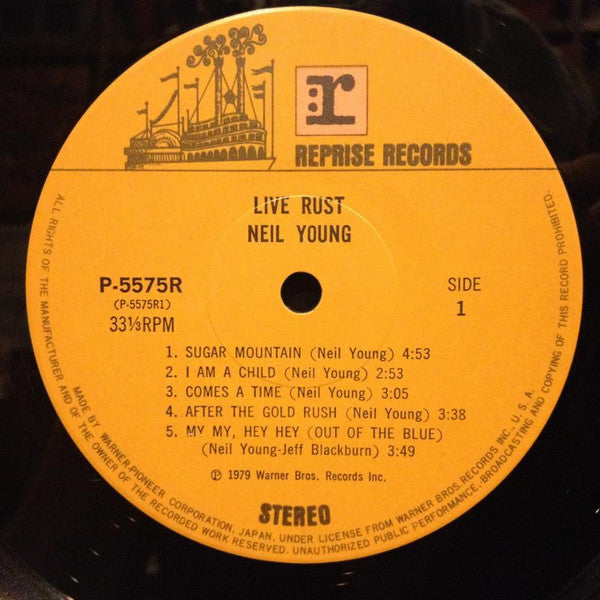 r
REPRISE RECORDS
LIVE RUST
NEIL YOUNG
P-5575R
(P-5575R1)
33⅓RPM
SIDE
1
1. SUGAR MOUNTAIN (Neil Young) 4:53
2. I AM A CHILD (Neil Young) 2:53
3. COMES A TIME (Neil Young) 3:05
4. AFTER THE GOLD RUSH (Neil Young) 3:38
5. MY MY, HEY HEY (OUT OF THE BLUE)
(Neil Young-Jeff Blackburn) 3:49
℗ 1979 Warner Bros. Records Inc.
STEREO
MADE BY WARNER-PIONEER CORPORATION, JAPAN, UNDER LICENSE FROM WARNER BROS. RECORDS INC., U.S.A.
ALL RIGHTS OF THE MANUFACTURER AND OF THE OWNER OF THE RECORDED WORK RESERVED. UNAUTHORIZED PUBLIC PERFORMANCE, BROADCASTING AND COPYING OF THIS RECORD PROHIBITED.